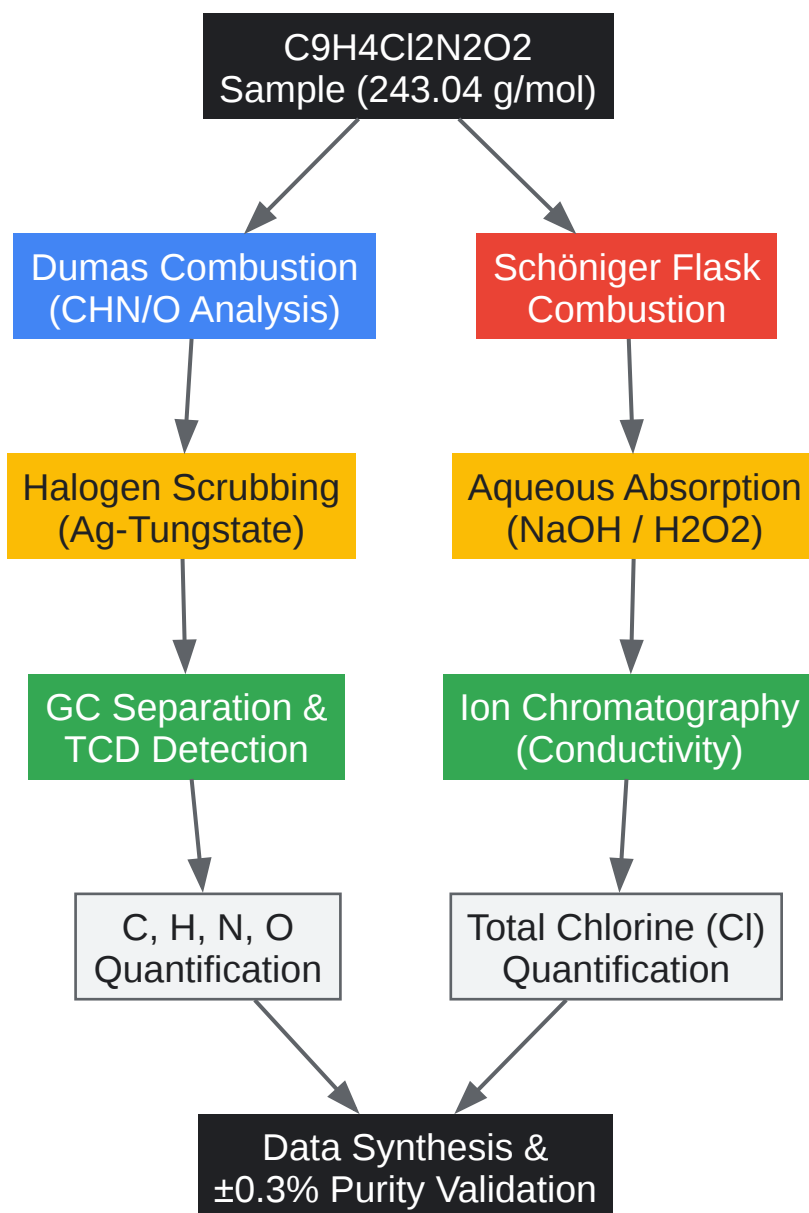 C9H4Cl2N2O2
Sample (243.04 g/mol)
Dumas Combustion
(CHN/O Analysis)
Schöniger Flask
Combustion
Halogen Scrubbing
(Ag-Tungstate)
Aqueous Absorption
(NaOH / H2O2)
GC Separation &
TCD Detection
Ion Chromatography
(Conductivity)
C, H, N, O
Quantification
Total Chlorine (Cl)
Quantification
Data Synthesis &
±0.3% Purity Validation